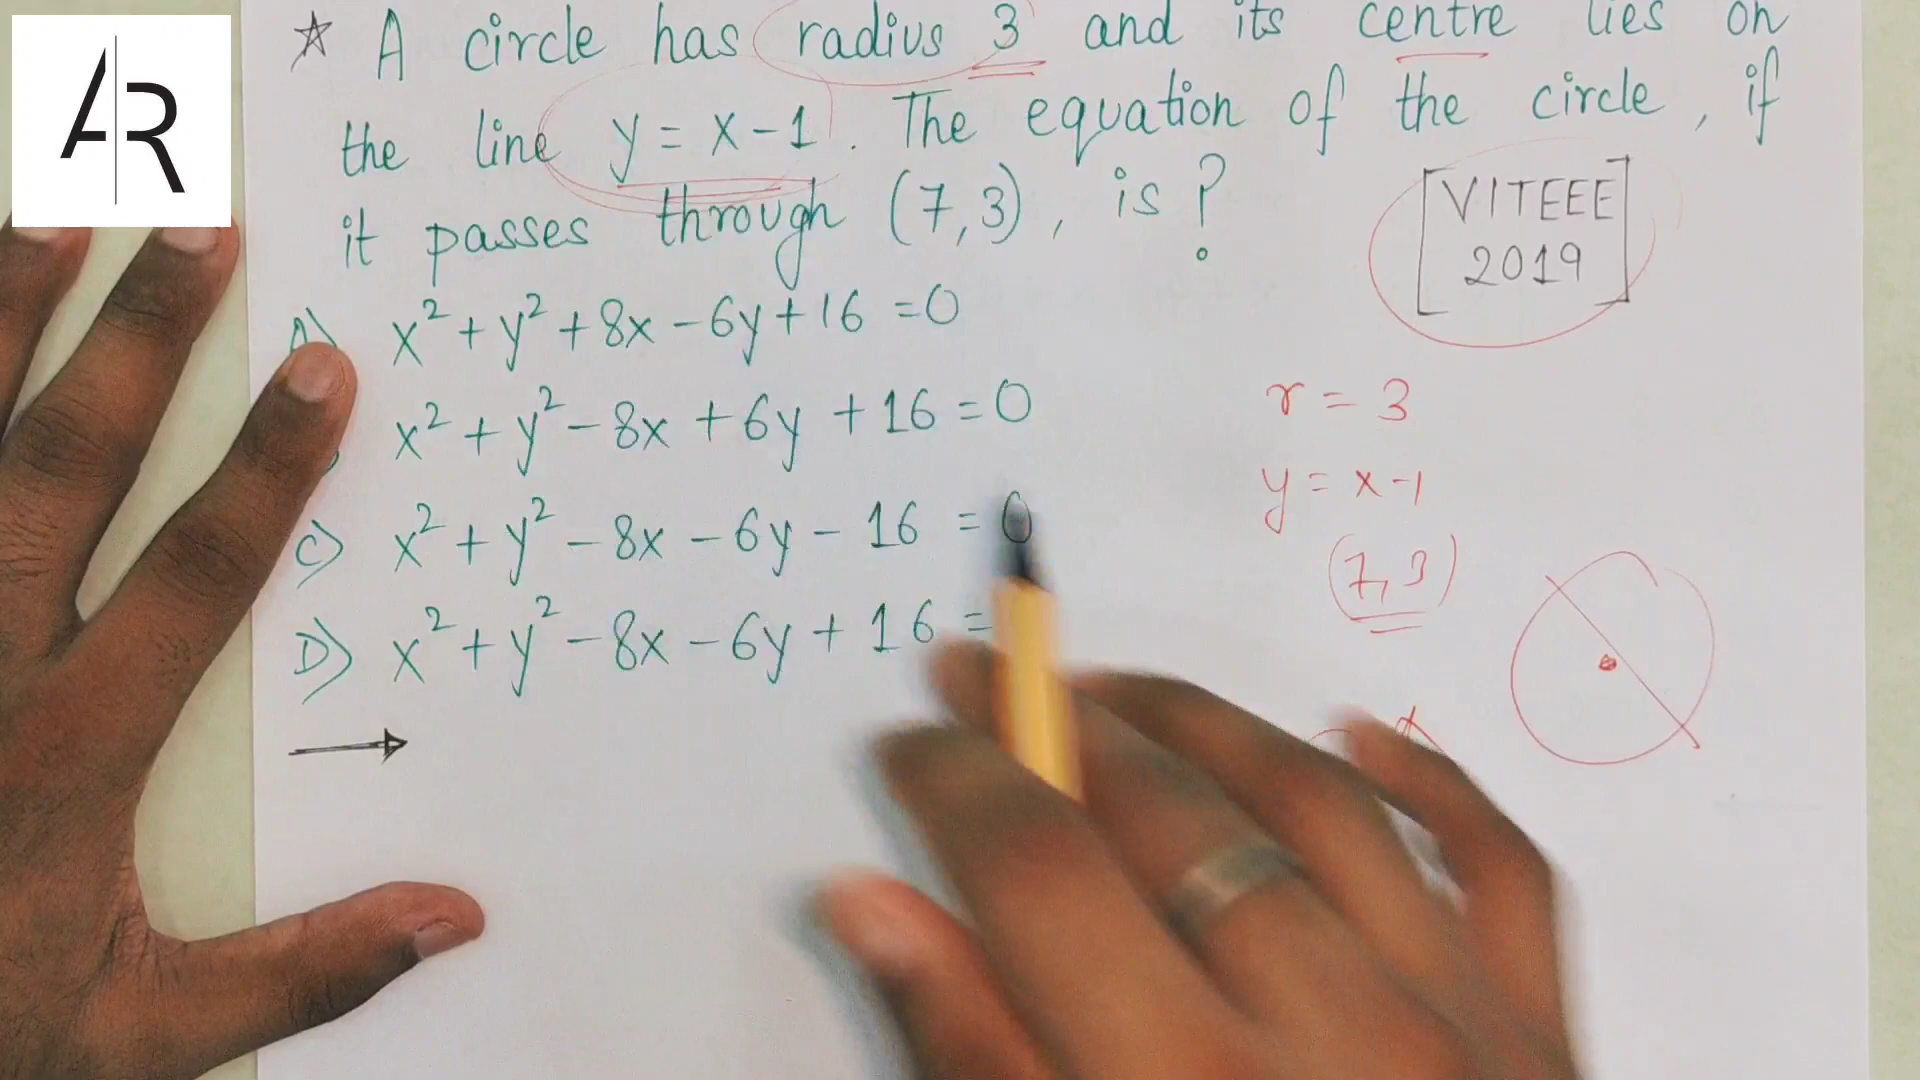 AR
☆ A circle has radius 3 and its centre lies on
the line y = x-1. The equation of the circle, if
it passes through (7,3), is ?
[VITEEE
2019]
A) x² + y² + 8x - 6y + 16 = 0
x² + y² - 8x + 6y + 16 = 0
C) x² + y² - 8x - 6y - 16 = 0
D) x² + y² - 8x - 6y + 16 =
r = 3
y = x-1
(7,3)